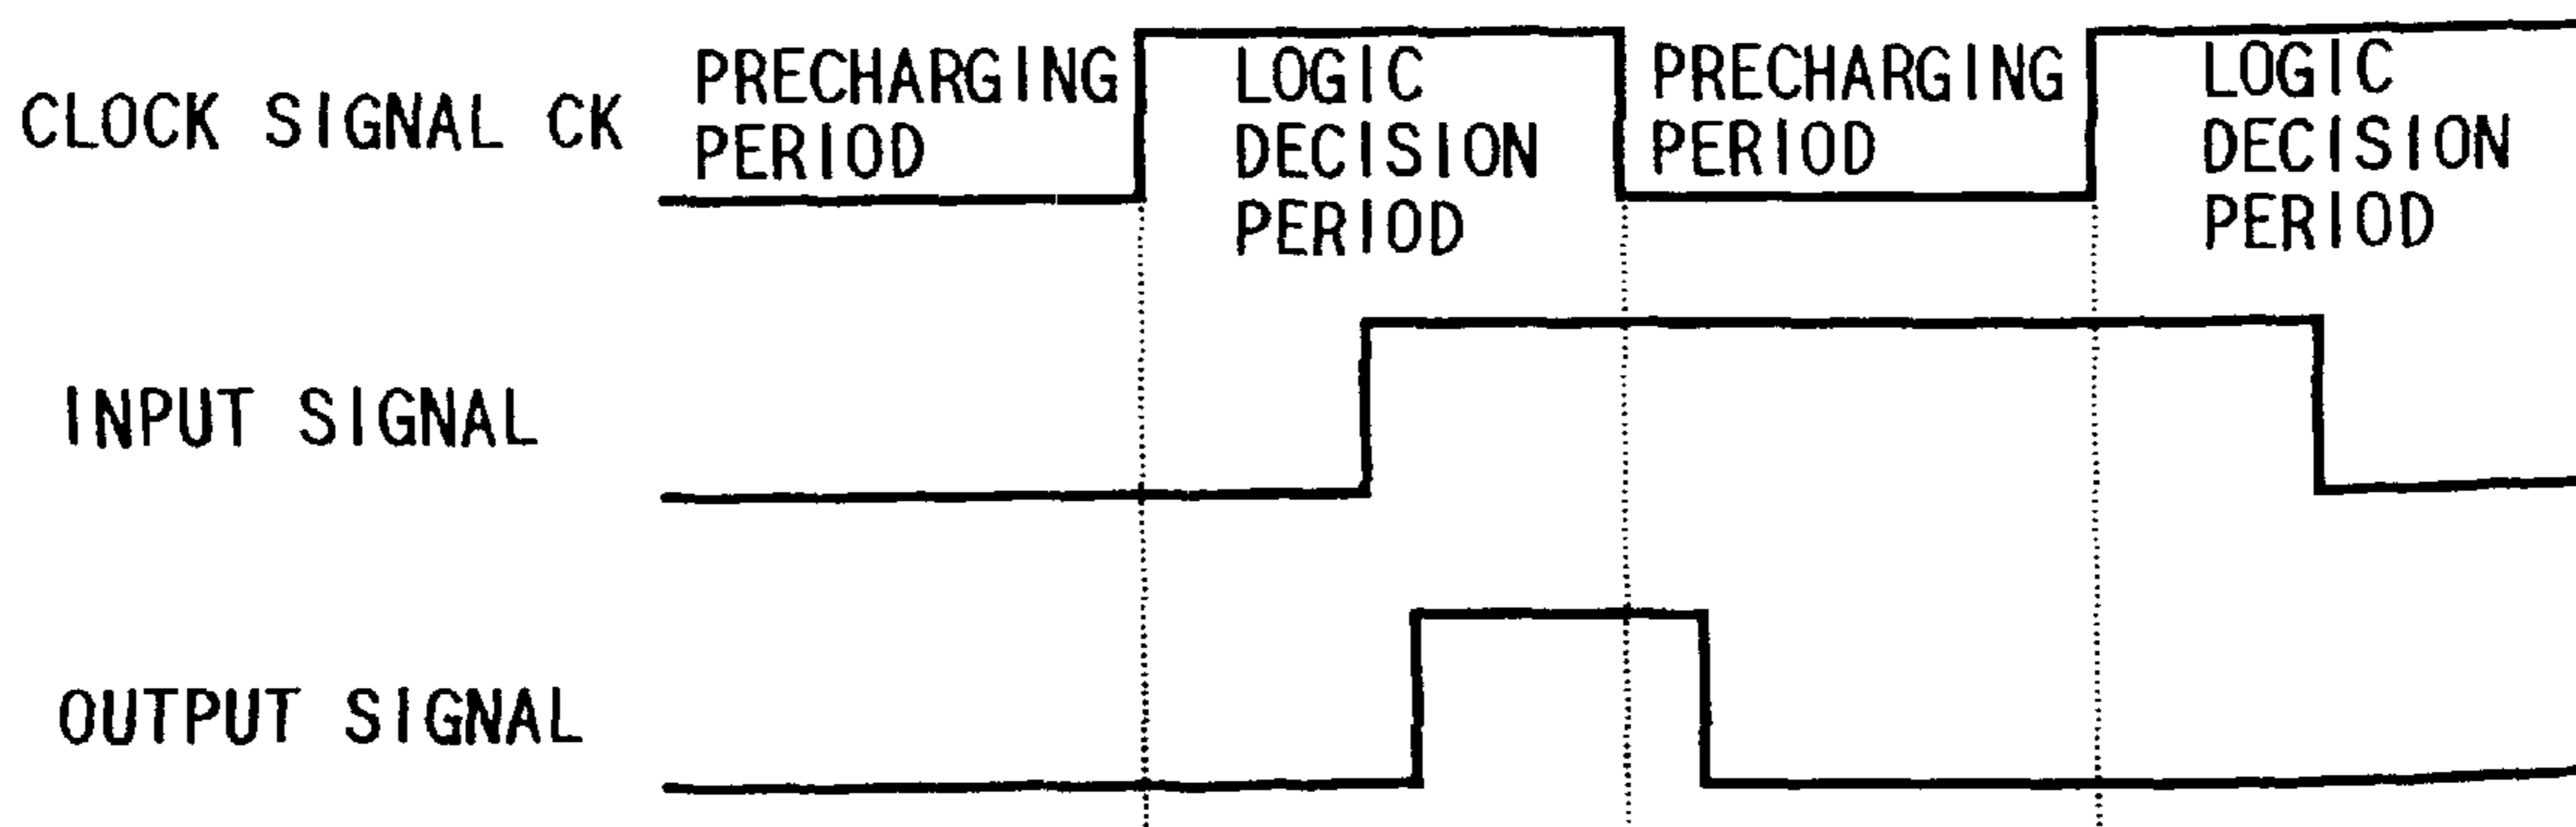 CLOCK SIGNAL CK
PRECHARGING
PERIOD
LOGIC
DECISION
PERIOD
PRECHARGING
PERIOD
LOGIC
DECISION
PERIOD
INPUT SIGNAL
OUTPUT SIGNAL